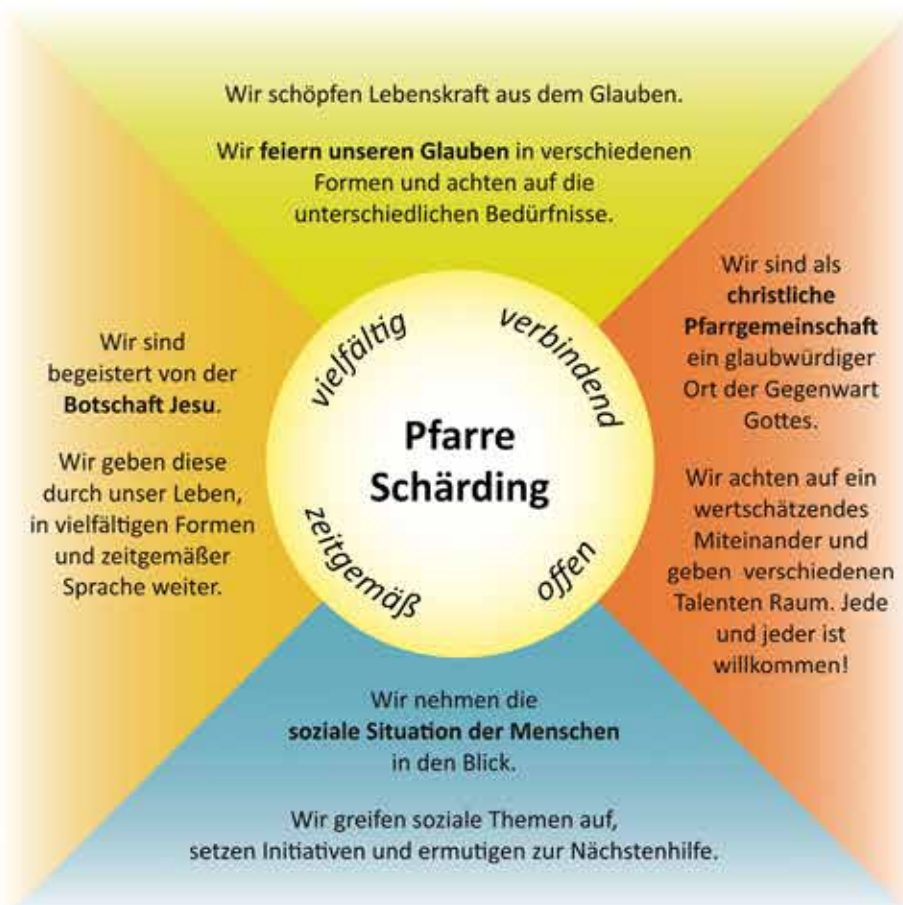 Wir schöpfen Lebenskraft aus dem Glauben.
Wir feiern unseren Glauben in verschiedenen
Formen und achten auf die
unterschiedlichen Bedürfnisse.
Wir sind
begeistert von der
Botschaft Jesu.
Wir geben diese
durch unser Leben,
in vielfältigen Formen
und zeitgemäßer
Sprache weiter.
vielfältig
verbindend
Pfarre
Schärding
zeitgemäß
offen
Wir sind als
christliche
Pfarrgemeinschaft
ein glaubwürdiger
Ort der Gegenwart
Gottes.
Wir achten auf ein
wertschätzendes
Miteinander und
geben verschiedenen
Talenten Raum. Jede
und jeder ist
willkommen!
Wir nehmen die
soziale Situation der Menschen
in den Blick.
Wir greifen soziale Themen auf,
setzen Initiativen und ermutigen zur Nächstenhilfe.